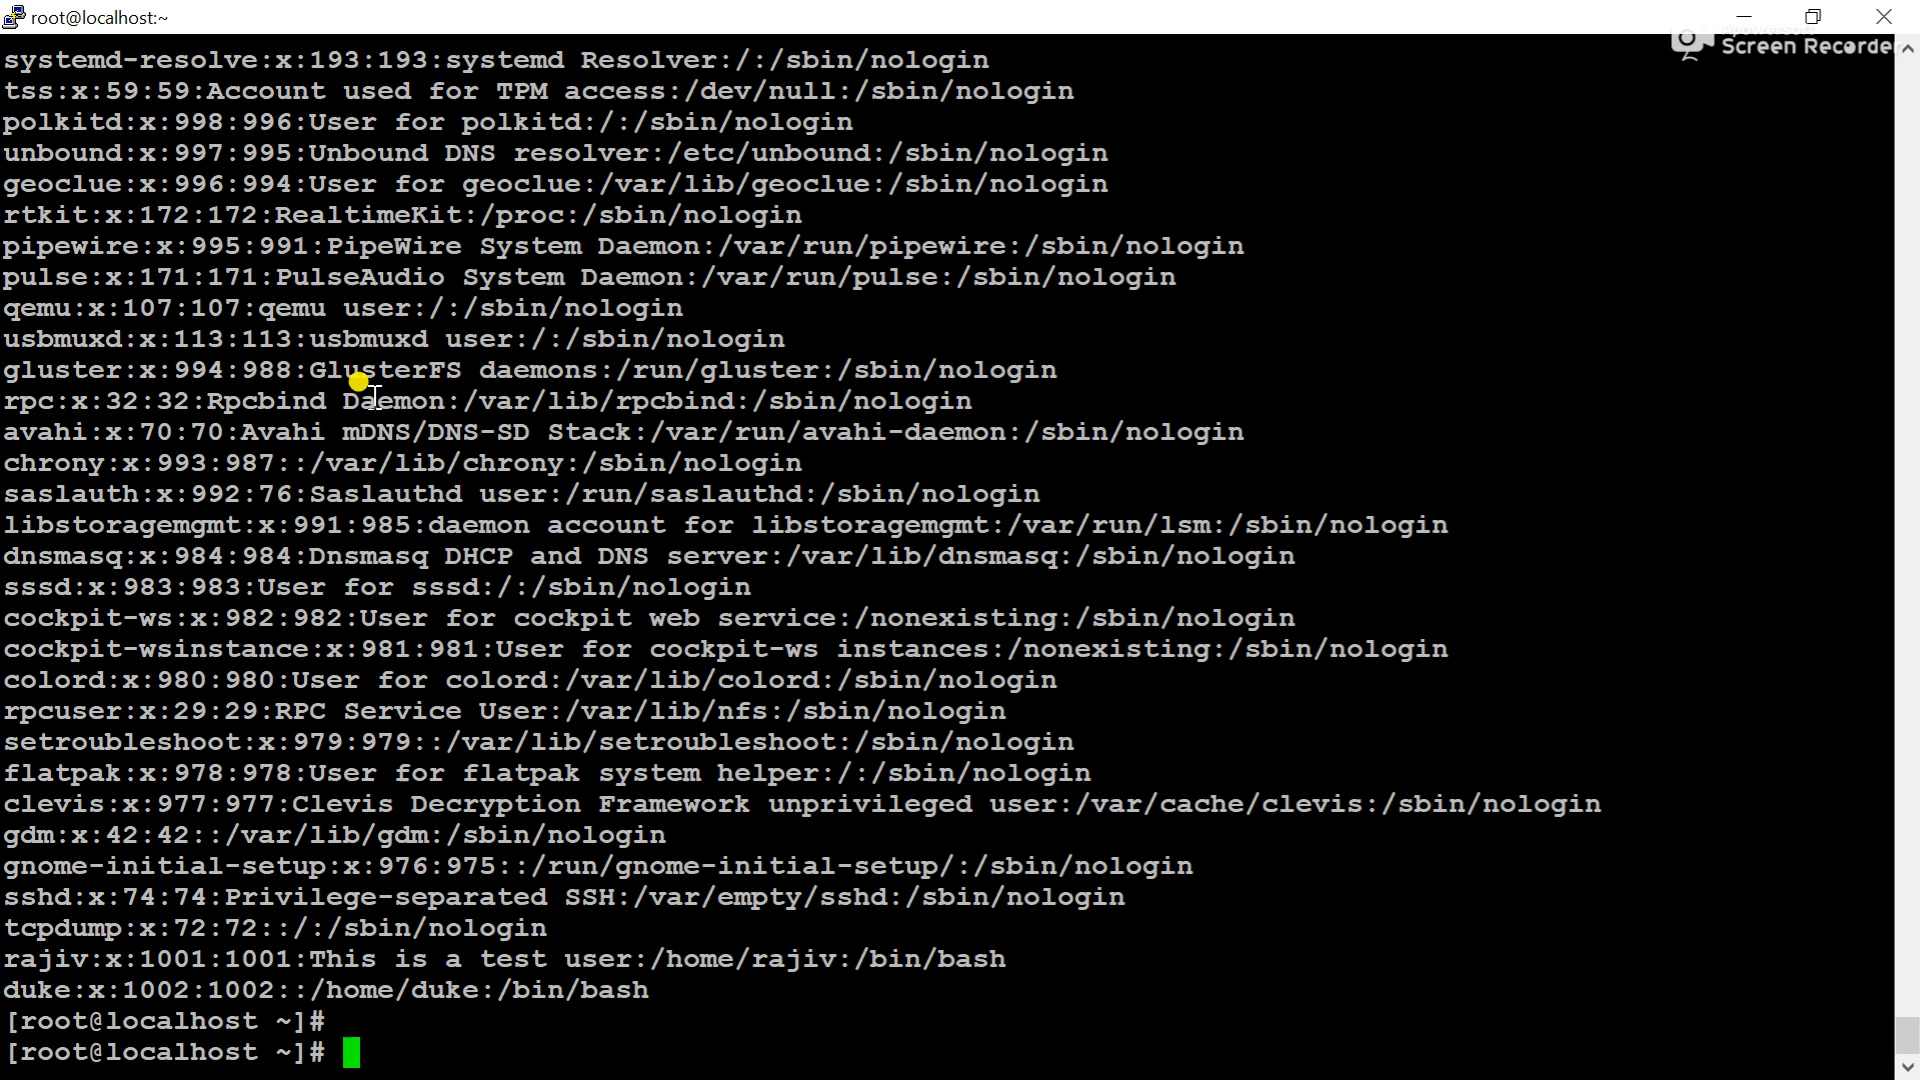 root@localhost:~
Screen Recorder
systemd-resolve:x:193:193:systemd Resolver:/:/sbin/nologin
tss:x:59:59:Account used for TPM access:/dev/null:/sbin/nologin
polkitd:x:998:996:User for polkitd:/:/sbin/nologin
unbound:x:997:995:Unbound DNS resolver:/etc/unbound:/sbin/nologin
geoclue:x:996:994:User for geoclue:/var/lib/geoclue:/sbin/nologin
rtkit:x:172:172:RealtimeKit:/proc:/sbin/nologin
pipewire:x:995:991:PipeWire System Daemon:/var/run/pipewire:/sbin/nologin
pulse:x:171:171:PulseAudio System Daemon:/var/run/pulse:/sbin/nologin
qemu:x:107:107:qemu user:/:/sbin/nologin
usbmuxd:x:113:113:usbmuxd user:/:/sbin/nologin
gluster:x:994:988:GlusterFS daemons:/run/gluster:/sbin/nologin
rpc:x:32:32:Rpcbind Daemon:/var/lib/rpcbind:/sbin/nologin
avahi:x:70:70:Avahi mDNS/DNS-SD Stack:/var/run/avahi-daemon:/sbin/nologin
chrony:x:993:987::/var/lib/chrony:/sbin/nologin
saslauth:x:992:76:Saslauthd user:/run/saslauthd:/sbin/nologin
libstoragemgmt:x:991:985:daemon account for libstoragemgmt:/var/run/lsm:/sbin/nologin
dnsmasq:x:984:984:Dnsmasq DHCP and DNS server:/var/lib/dnsmasq:/sbin/nologin
sssd:x:983:983:User for sssd:/:/sbin/nologin
cockpit-ws:x:982:982:User for cockpit web service:/nonexisting:/sbin/nologin
cockpit-wsinstance:x:981:981:User for cockpit-ws instances:/nonexisting:/sbin/nologin
colord:x:980:980:User for colord:/var/lib/colord:/sbin/nologin
rpcuser:x:29:29:RPC Service User:/var/lib/nfs:/sbin/nologin
setroubleshoot:x:979:979::/var/lib/setroubleshoot:/sbin/nologin
flatpak:x:978:978:User for flatpak system helper:/:/sbin/nologin
clevis:x:977:977:Clevis Decryption Framework unprivileged user:/var/cache/clevis:/sbin/nologin
gdm:x:42:42::/var/lib/gdm:/sbin/nologin
gnome-initial-setup:x:976:975::/run/gnome-initial-setup/:/sbin/nologin
sshd:x:74:74:Privilege-separated SSH:/var/empty/sshd:/sbin/nologin
tcpdump:x:72:72::/:/sbin/nologin
rajiv:x:1001:1001:This is a test user:/home/rajiv:/bin/bash
duke:x:1002:1002::/home/duke:/bin/bash
[root@localhost ~]#
[root@localhost ~]#